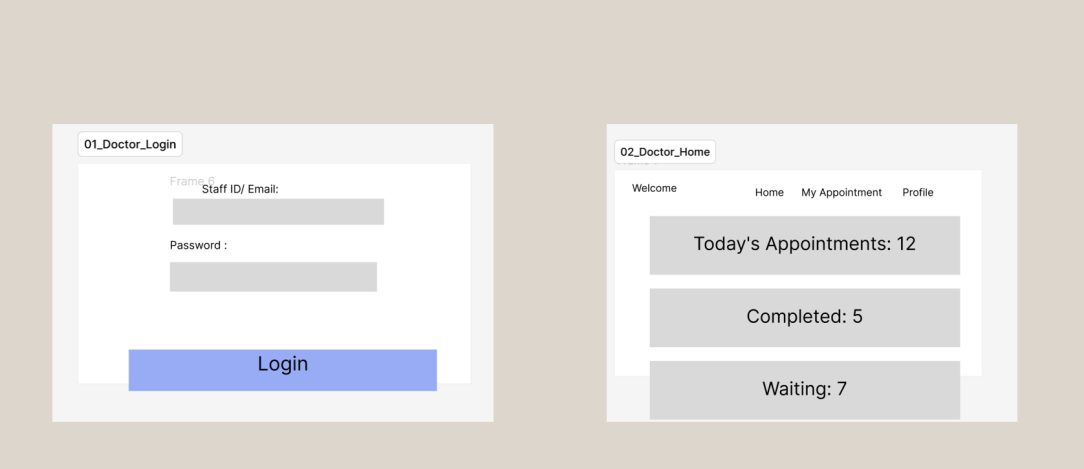 01_Doctor_Login
Frame 6
Staff ID/ Email:
Password :
Login
02_Doctor_Home
Welcome
Home
My Appointment
Profile
Today's Appointments: 12
Completed: 5
Waiting: 7